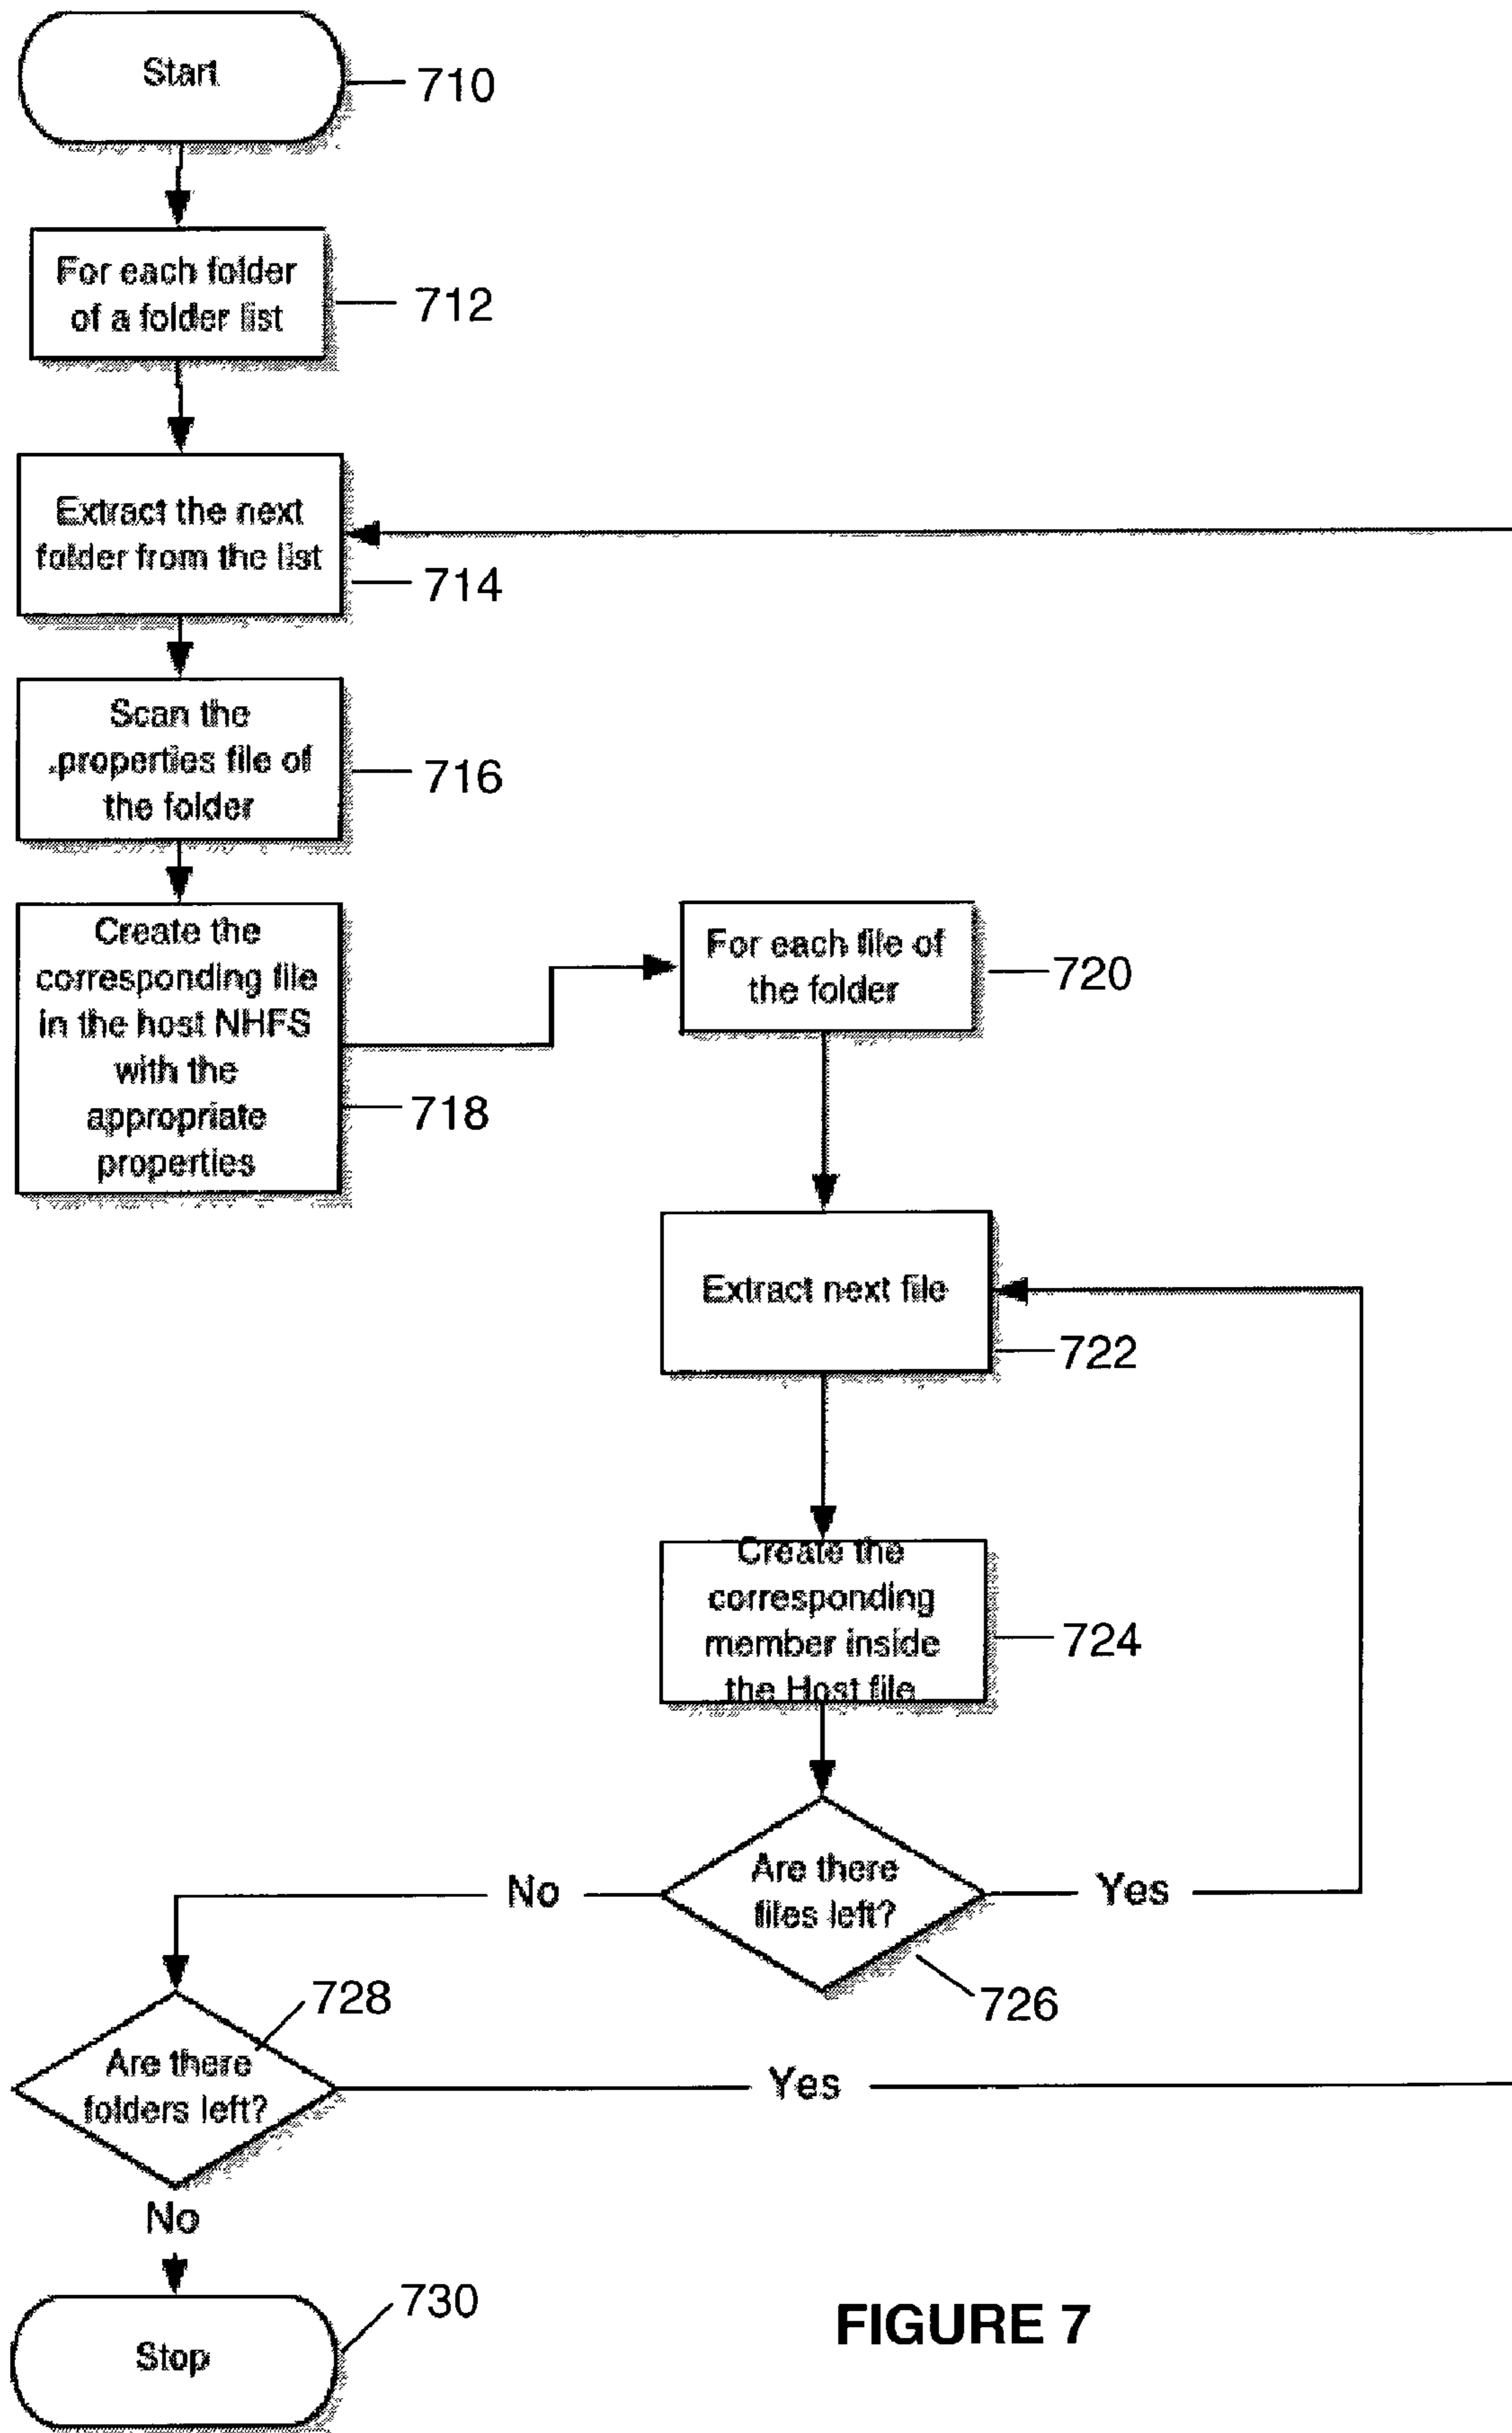 Start
710
For each folder
of a folder list
712
Extract the next
folder from the list
714
Scan the
.properties file of
the folder
716
Create the
corresponding file
in the host NHFS
with the
appropriate
properties
718
For each file of
the folder
720
Extract next file
722
Create the
corresponding
member inside
the Host file.
724
Are there
files left?
No
Yes
726
728
Are there
folders left?
Yes
No
730
Stop
FIGURE 7